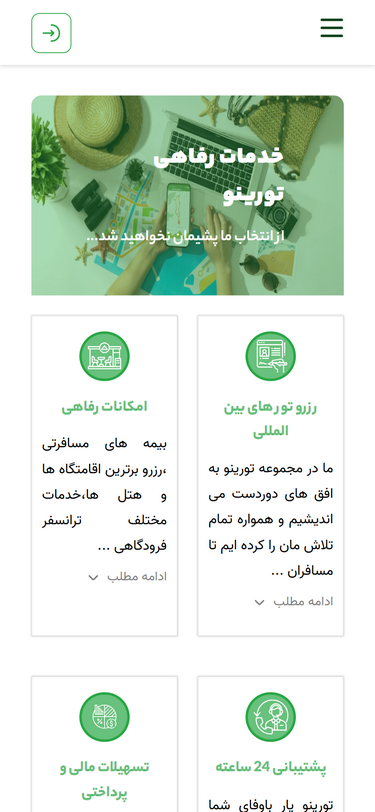 خدمات رفاهی
تورینو
از انتخاب ما پشیمان نخواهید شد...
رزرو تورهای بین
المللی
ما در مجموعه تورینو به
افق های دوردست می
اندیشیم و همواره تمام
تلاش مان را کرده ایم تا
مسافران ...
ادامه مطلب
امکانات رفاهی
بیمه های مسافرتی
،رزرو برترین اقامتگاه ها
و هتل ها،خدمات
مختلف ترانسفر
فرودگاهی ...
ادامه مطلب
پشتیبانی 24 ساعته
تورینو یار باوفای شما
تسهیلات مالی و
پرداختی